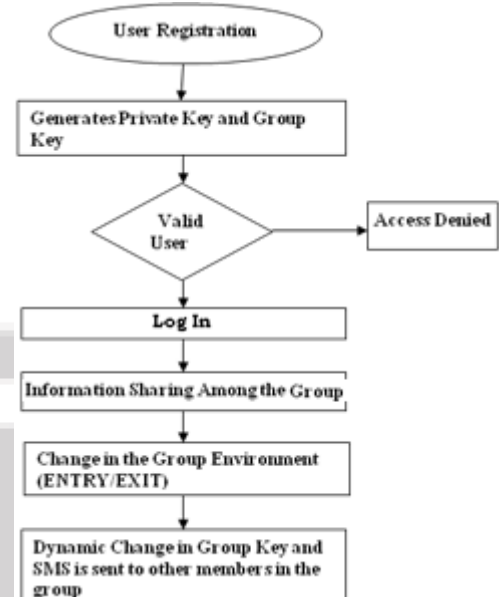 User Registration
Generates Private Key and Group
Key
Valid
User
Access Denied
Log In
Information Sharing Among the Group
Change in the Group Environment
(ENTRY/EXIT)
Dynamic Change in Group Key and
SMS is sent to other members in the
group